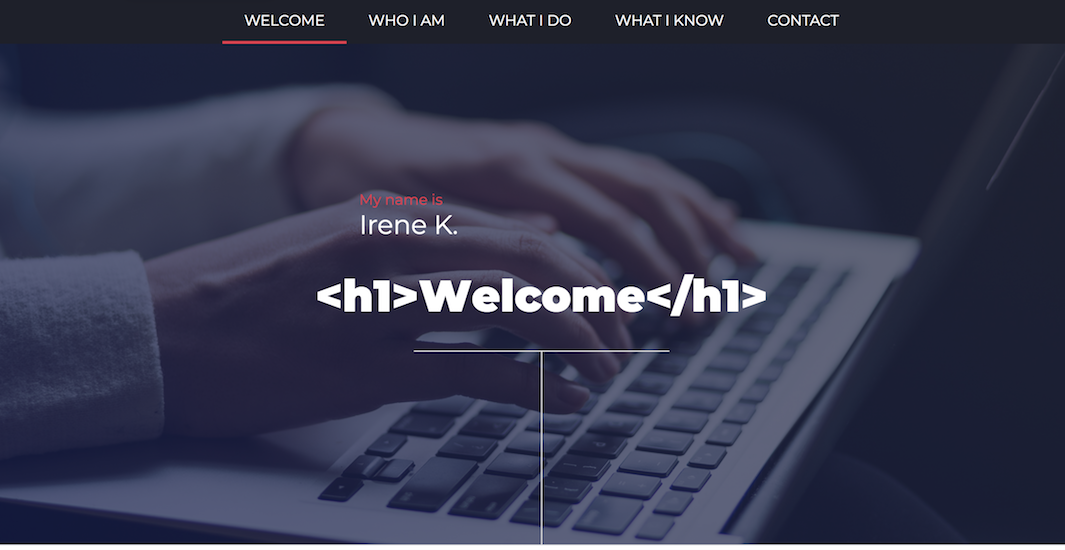 WELCOME WHO I AM WHAT I DO WHAT I KNOW CONTACT
My name is
Irene K.
<h1>Welcome</h1>